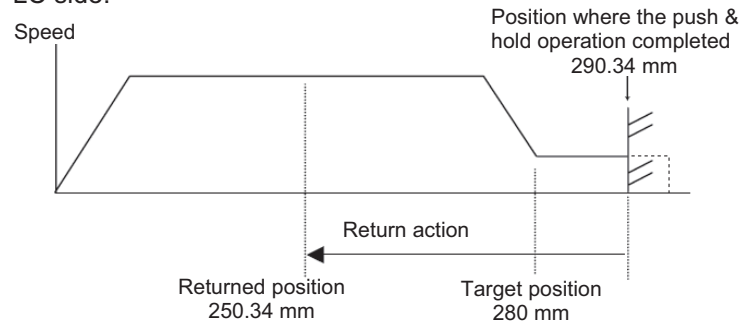 Position where the push &
hold operation completed
290.34 mm
Speed
Return action
Returned position
250.34 mm
Target position
280 mm